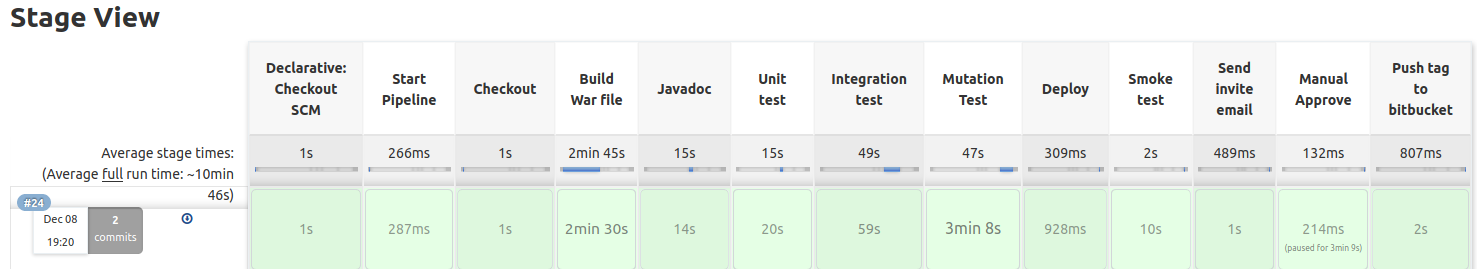 Stage View
Declarative:
Checkout
SCM
Start
Pipeline
Checkout
Build
War file
Javadoc
Unit
test
Integration
test
Mutation
Test
Deploy
Smoke
test
Send
invite
email
Manual
Approve
Push tag
to
bitbucket
Average stage times:
(Average full run time: ~10min
46s)
1s
266ms
1s
2min 45s
15s
15s
49s
47s
309ms
2s
489ms
132ms
807ms
#24
Dec 08
19:20
2
commits
1s
287ms
1s
2min 30s
14s
20s
59s
3min 8s
928ms
10s
1s
214ms
(paused for 3min 9s)
2s